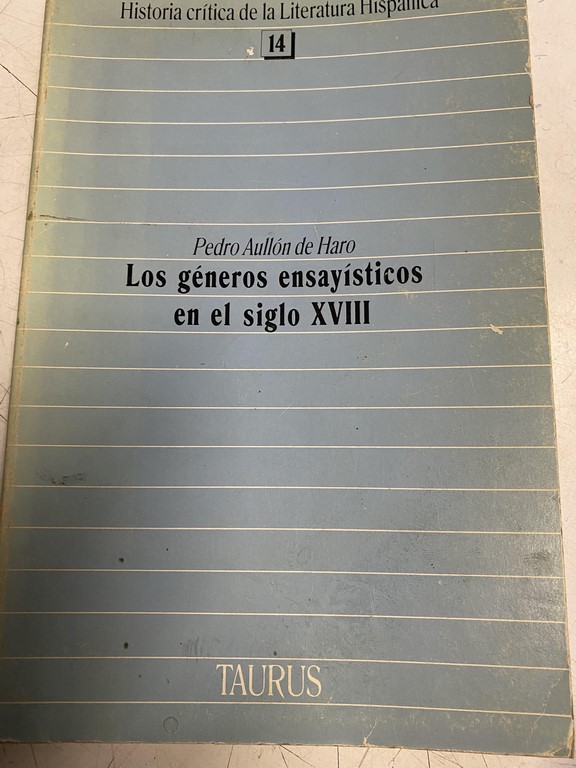 Historia crítica de la Literatura Hispánica
14
Pedro Aullón de Haro
Los géneros ensayísticos
en el siglo XVIII
TAURUS